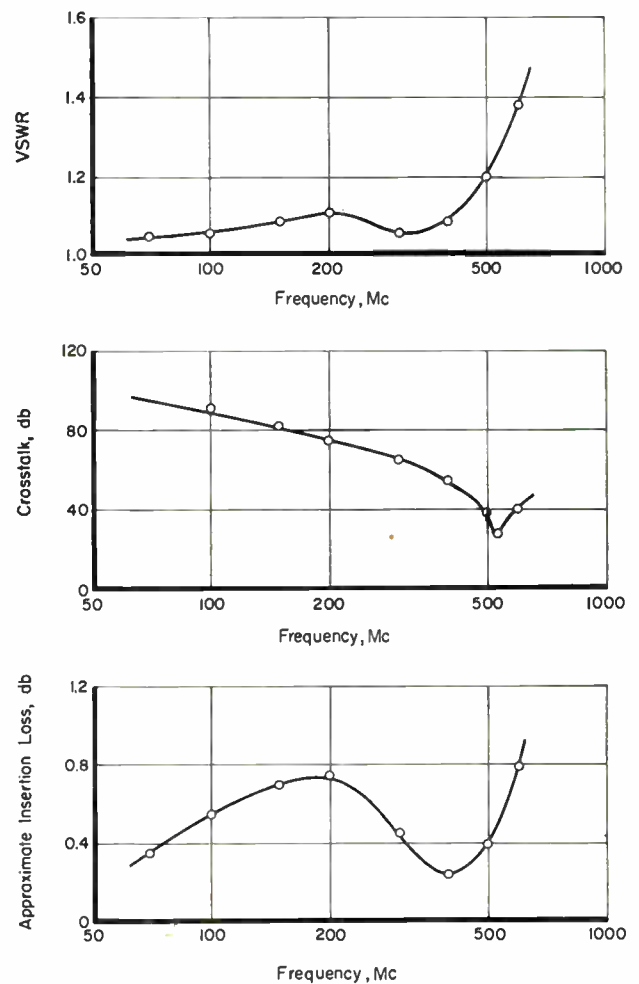 1.6
1.4
1.2
1.0
VSWR
50 100 200 500 1000
Frequency, Mc
120
80
40
0
Crosstalk, db
50 100 200 500 1000
Frequency, Mc
1.2
0.8
0.4
0
Approximate Insertion Loss, db
50 100 200 500 1000
Frequency, Mc